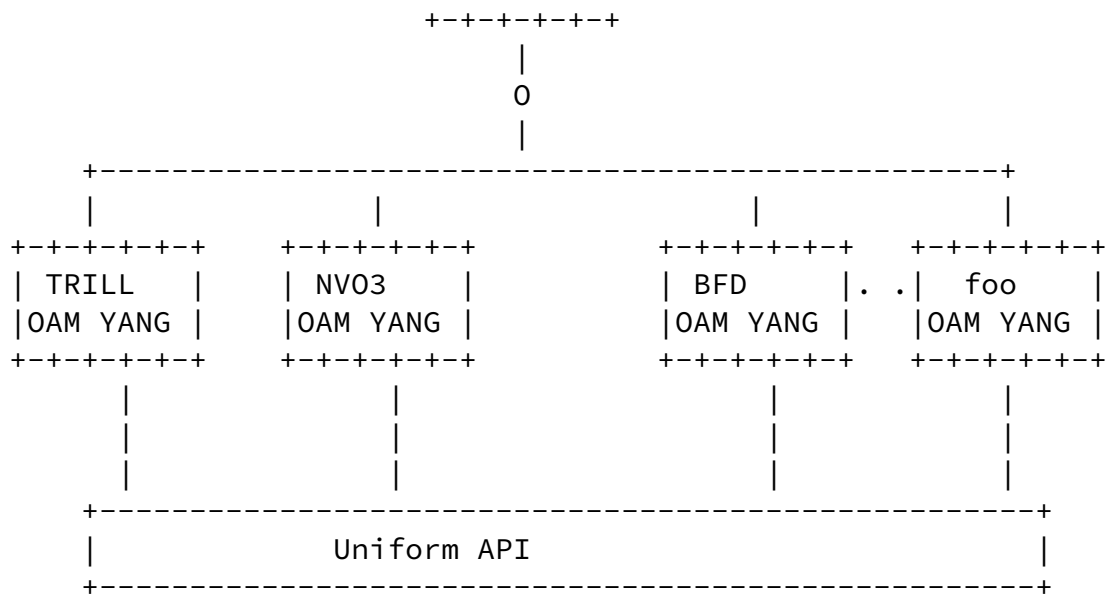 +-+-+-+-+-+
|
O
|
+--------------------------------------------------+
| | | |
+-+-+-+-+-+ +-+-+-+-+-+ +-+-+-+-+-+ +-+-+-+-+-+
| TRILL | | NVO3 | | BFD |. .| foo |
|OAM YANG | |OAM YANG | |OAM YANG | |OAM YANG |
+-+-+-+-+-+ +-+-+-+-+-+ +-+-+-+-+-+ +-+-+-+-+-+
| | | |
| | | |
| | | |
+----------------------------------------------------+
| Uniform API |
+----------------------------------------------------+